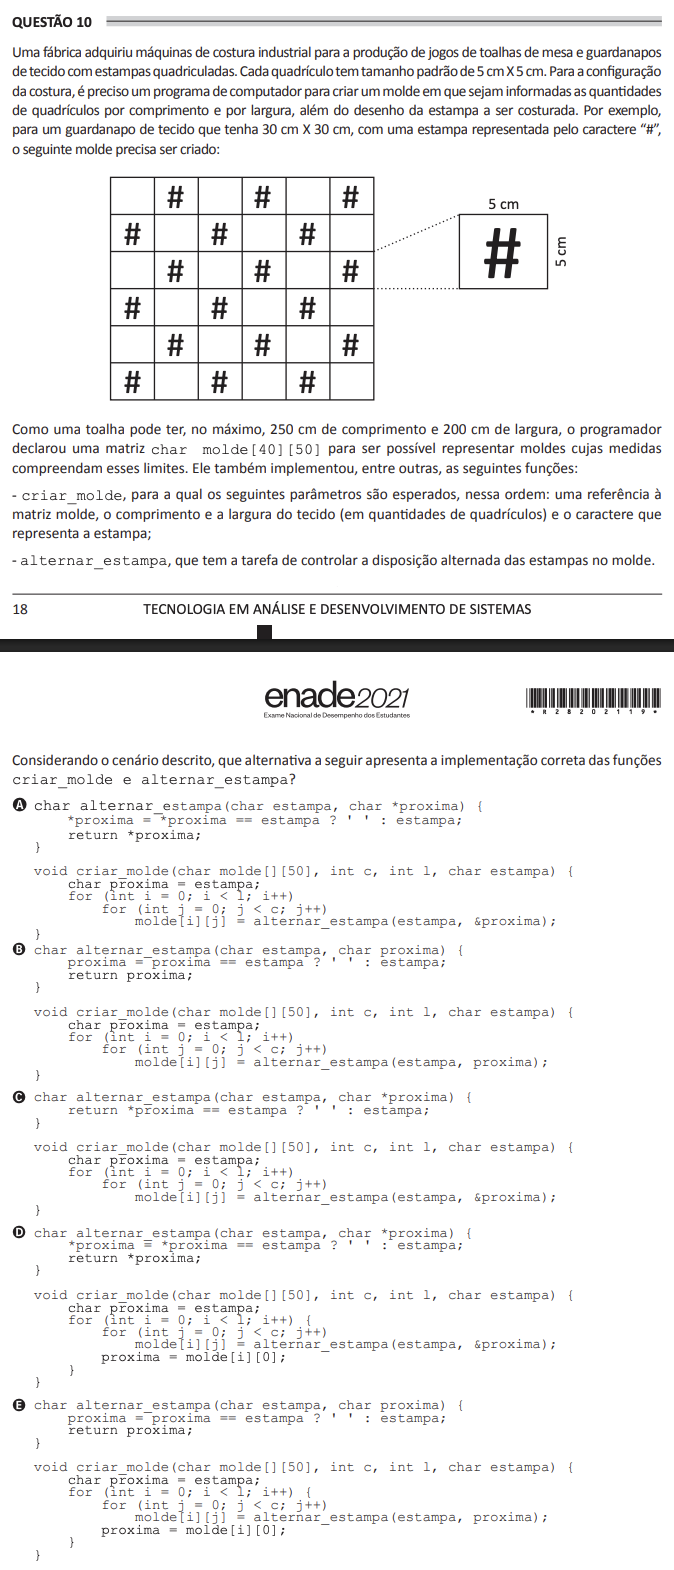 QUESTÃO 10
Uma fábrica adquiriu máquinas de costura industrial para a produção de jogos de toalhas de mesa e guardanapos
de tecido com estampas quadriculadas. Cada quadrículo tem tamanho padrão de 5 cm X 5 cm. Para a configuração
da costura, é preciso um programa de computador para criar um molde em que sejam informadas as quantidades
de quadrículos por comprimento e por largura, além do desenho da estampa a ser costurada. Por exemplo,
para um guardanapo de tecido que tenha 30 cm X 30 cm, com uma estampa representada pelo caractere “#”,
o seguinte molde precisa ser criado:
# # #
# # #
# # #
# # #
# # #
# # #
5 cm
#
5 cm
Como uma toalha pode ter, no máximo, 250 cm de comprimento e 200 cm de largura, o programador
declarou uma matriz char molde[40][50] para ser possível representar moldes cujas medidas
compreendam esses limites. Ele também implementou, entre outras, as seguintes funções:
- criar_molde, para a qual os seguintes parâmetros são esperados, nessa ordem: uma referência à
matriz molde, o comprimento e a largura do tecido (em quantidades de quadrículos) e o caractere que
representa a estampa;
- alternar_estampa, que tem a tarefa de controlar a disposição alternada das estampas no molde.
18 TECNOLOGIA EM ANÁLISE E DESENVOLVIMENTO DE SISTEMAS
enade2021
Exame Nacional de Desempenho dos Estudantes
*R28202119*
Considerando o cenário descrito, que alternativa a seguir apresenta a implementação correta das funções
criar_molde e alternar_estampa?
A char alternar_estampa(char estampa, char *proxima) {
*proxima = *proxima == estampa ? ' ' : estampa;
return *proxima;
}
void criar_molde(char molde[][50], int c, int l, char estampa) {
char proxima = estampa;
for (int i = 0; i < l; i++)
for (int j = 0; j < c; j++)
molde[i][j] = alternar_estampa(estampa, &proxima);
}
B char alternar_estampa(char estampa, char proxima) {
proxima = proxima == estampa ? ' ' : estampa;
return proxima;
}
void criar_molde(char molde[][50], int c, int l, char estampa) {
char proxima = estampa;
for (int i = 0; i < l; i++)
for (int j = 0; j < c; j++)
molde[i][j] = alternar_estampa(estampa, proxima);
}
C char alternar_estampa(char estampa, char *proxima) {
return *proxima == estampa ? ' ' : estampa;
}
void criar_molde(char molde[][50], int c, int l, char estampa) {
char proxima = estampa;
for (int i = 0; i < l; i++)
for (int j = 0; j < c; j++)
molde[i][j] = alternar_estampa(estampa, &proxima);
}
D char alternar_estampa(char estampa, char *proxima) {
*proxima = *proxima == estampa ? ' ' : estampa;
return *proxima;
}
void criar_molde(char molde[][50], int c, int l, char estampa) {
char proxima = estampa;
for (int i = 0; i < l; i++) {
for (int j = 0; j < c; j++)
molde[i][j] = alternar_estampa(estampa, &proxima);
proxima = molde[i][0];
}
}
E char alternar_estampa(char estampa, char proxima) {
proxima = proxima == estampa ? ' ' : estampa;
return proxima;
}
void criar_molde(char molde[][50], int c, int l, char estampa) {
char proxima = estampa;
for (int i = 0; i < l; i++) {
for (int j = 0; j < c; j++)
molde[i][j] = alternar_estampa(estampa, proxima);
proxima = molde[i][0];
}
}